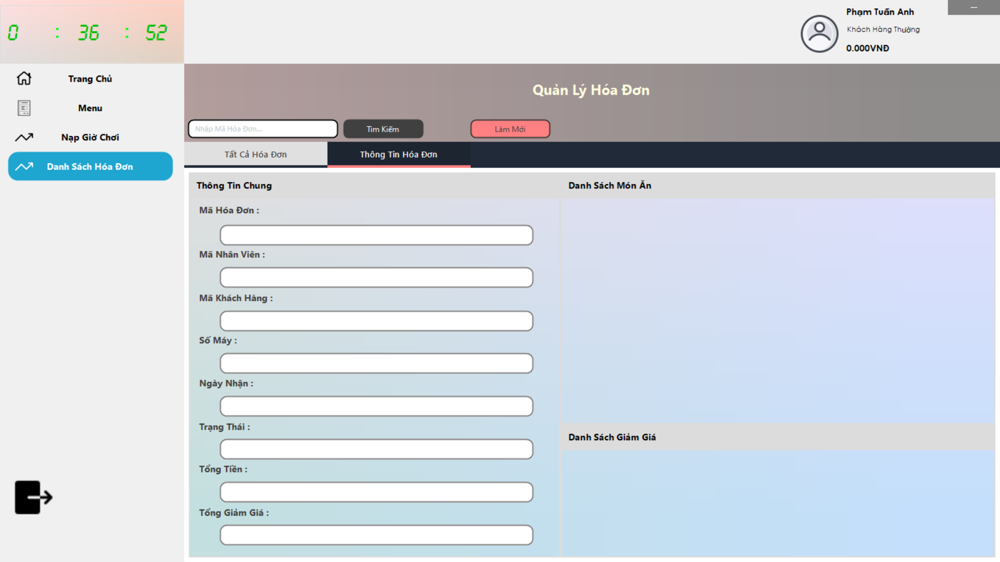 0 : 36 : 52
Phạm Tuấn Anh
Khách Hàng Thường
0.000VNĐ
Trang Chủ
Menu
Nạp Giờ Chơi
Danh Sách Hóa Đơn
Quản Lý Hóa Đơn
Nhập Mã Hóa Đơn...
Tìm Kiếm
Làm Mới
Tất Cả Hóa Đơn
Thông Tin Hóa Đơn
Thông Tin Chung
Mã Hóa Đơn :
Mã Nhân Viên :
Mã Khách Hàng :
Số Máy :
Ngày Nhận :
Trạng Thái :
Tổng Tiền :
Tổng Giảm Giá :
Danh Sách Món Ăn
Danh Sách Giảm Giá